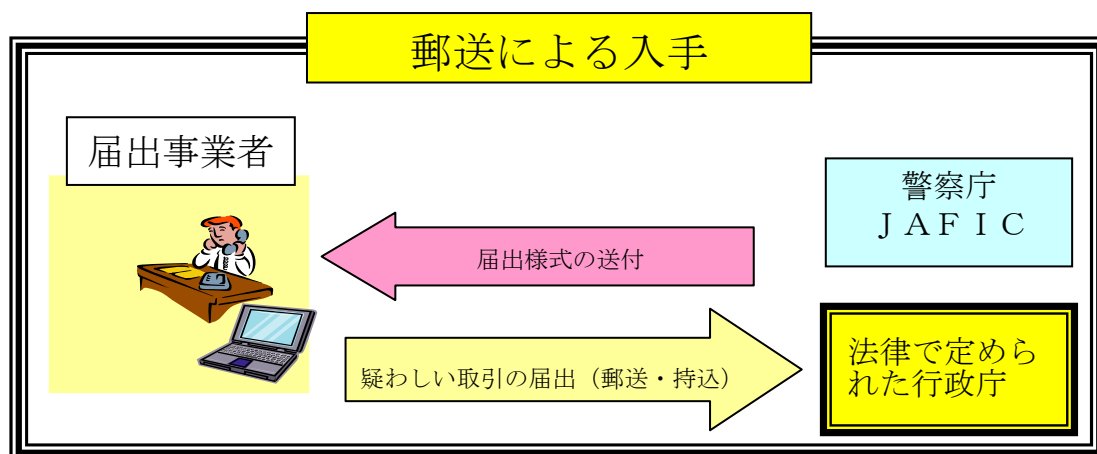 郵送による入手
届出事業者
警察庁
ＪＡＦＩＣ
届出様式の送付
疑わしい取引の届出（郵送・持込）
法律で定めら
れた行政庁